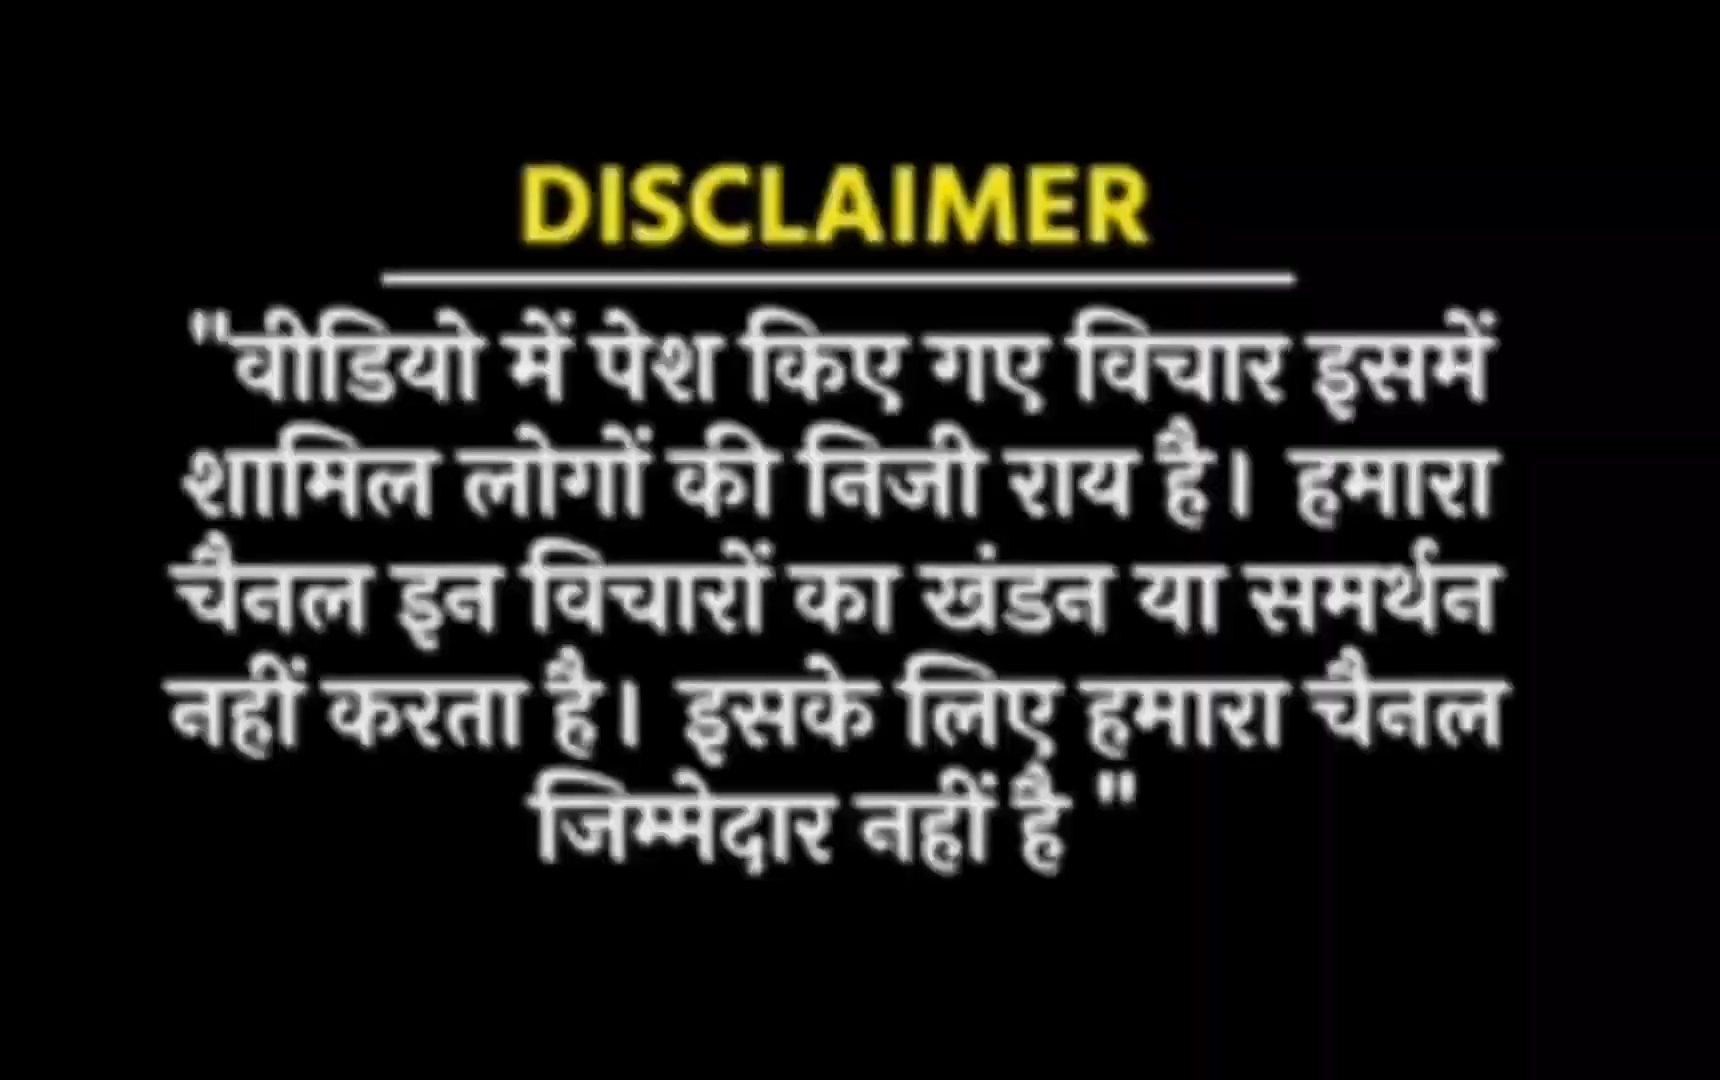 DISCLAIMER
"वीडियो में पेश किए गए विचार इसमें
शामिल लोगों की निजी राय है। हमारा
चैनल इन विचारों का खंडन या समर्थन
नहीं करता है। इसके लिए हमारा चैनल
जिम्मेदार नहीं है "